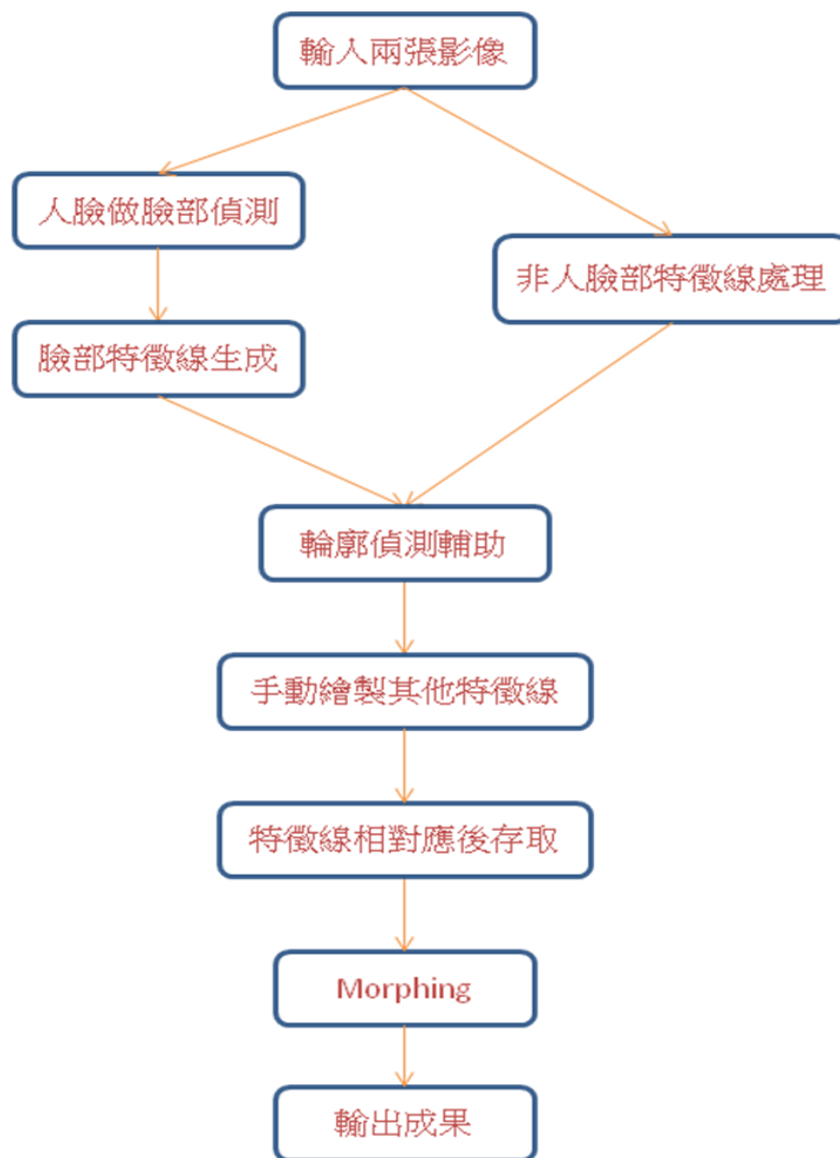 輸入兩張影像
人臉做臉部偵測
非人臉部特徵線處理
臉部特徵線生成
輪廓偵測輔助
手動繪製其他特徵線
特徵線相對應後存取
Morphing
輸出成果